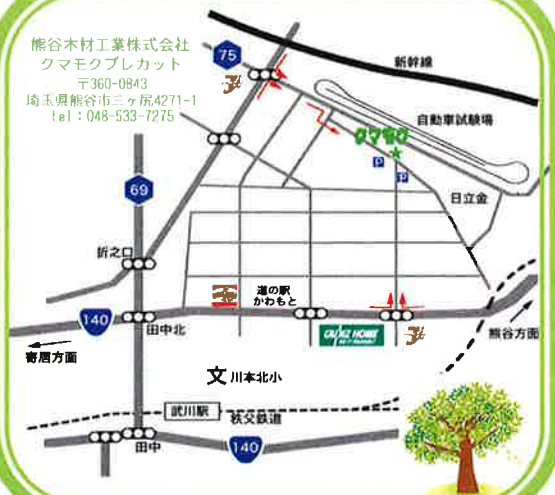 熊谷木材工業株式会社
クマモクプレカット
〒360-0843
埼玉県熊谷市三ヶ尻4271-1
tel：048-533-7275
75
新幹線
自動車試験場
クマモク
P
P
日立金
69
折之口
道の駅
かわもと
140
田中北
CAINZ HOME
熊谷方面
寄居方面
文 川本北小
武川駅
秩父鉄道
田中
140